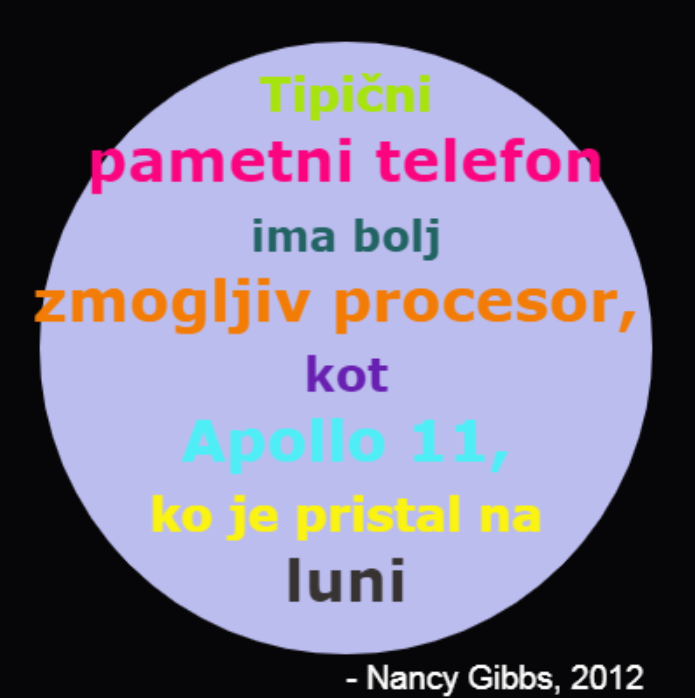 Tipični
pametni telefon
ima bolj
zmogljiv procesor,
kot
Apollo 11,
ko je pristal na
luni
- Nancy Gibbs, 2012